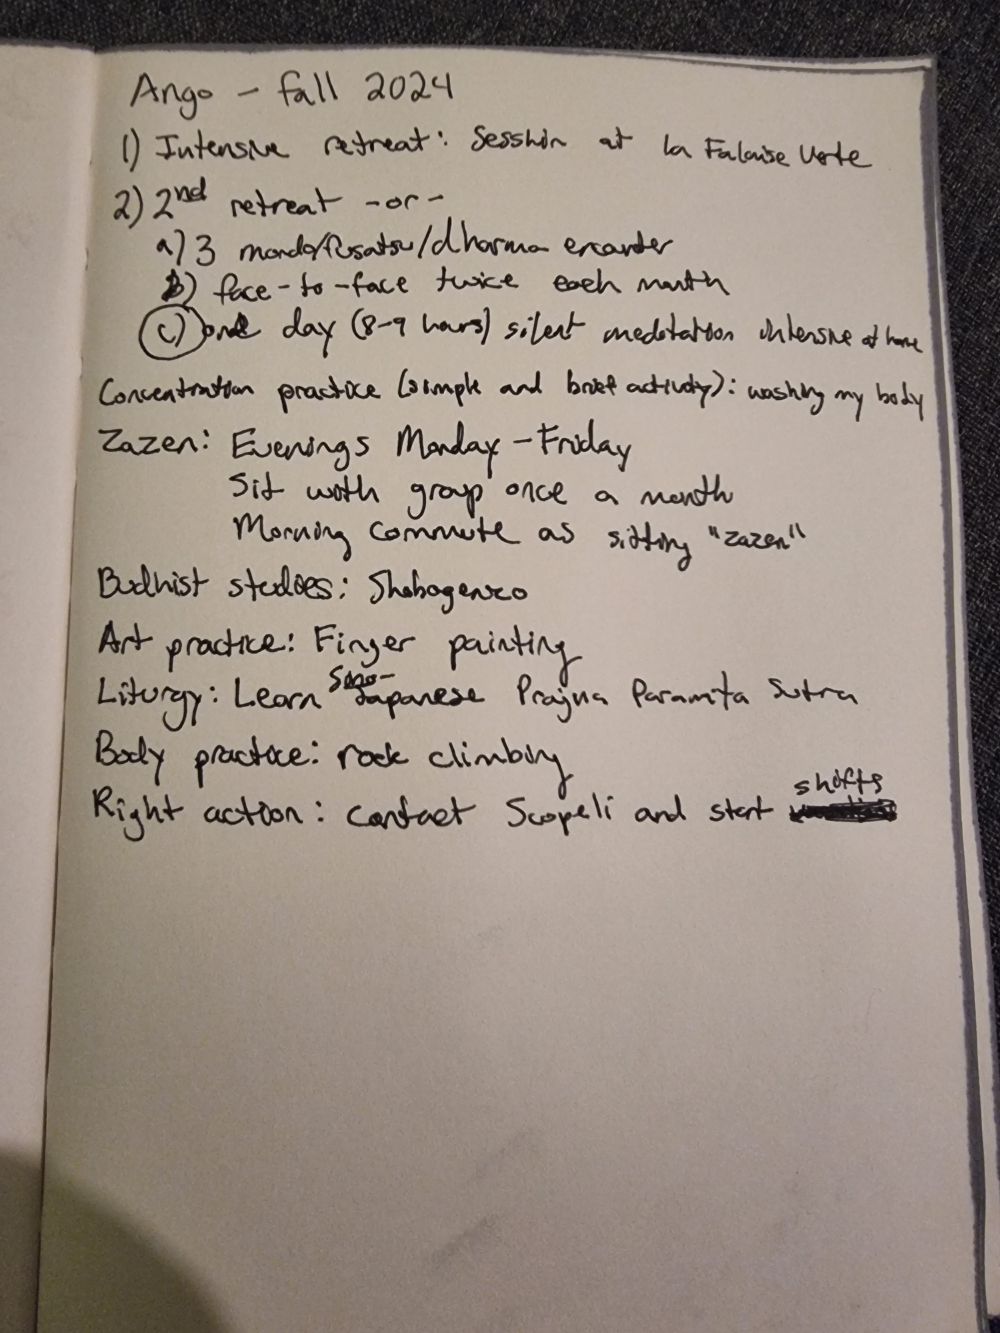 Ango - Fall 2024
1) Intensive retreat: Sesshin at La Falaise Verte
2) 2nd retreat -or-
a) 3 mondo/Fusatsu/dharma encounter
b) face-to-face twice each month
c) one day (8-9 hours) silent meditation intensive at home
Concentration practice (simple and brief activity): washing my body
Zazen: Evenings Monday-Friday
Sit with group once a month
Morning commute as sitting "zazen"
Budhist studies: Shobogenzo
Art practice: Finger painting
Liturgy: Learn Sino-Japanese Prajna Paramita Sutra
Body practice: rock climbing
Right action: contact Scopeli and start shifts